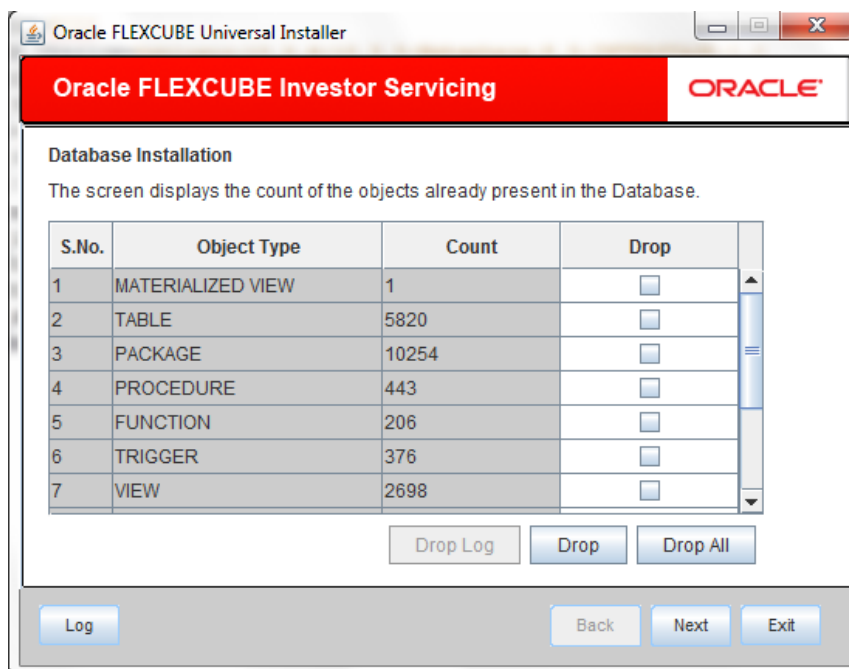 Oracle FLEXCUBE Universal Installer
Oracle FLEXCUBE Investor Servicing ORACLE
Database Installation
The screen displays the count of the objects already present in the Database.
S.No. Object Type Count Drop
1 MATERIALIZED VIEW 1
2 TABLE 5820
3 PACKAGE 10254
4 PROCEDURE 443
5 FUNCTION 206
6 TRIGGER 376
7 VIEW 2698
Drop Log Drop Drop All
Log Back Next Exit